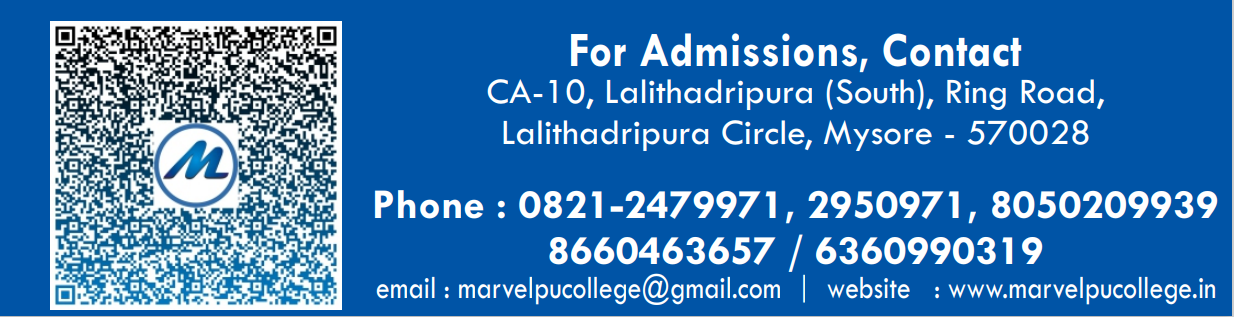 For Admissions, Contact
CA-10, Lalithadripura (South), Ring Road,
Lalithadripura Circle, Mysore - 570028
Phone : 0821-2479971, 2950971, 8050209939
8660463657 / 6360990319
email : marvelpucollege@gmail.com | website : www.marvelpucollege.in
M